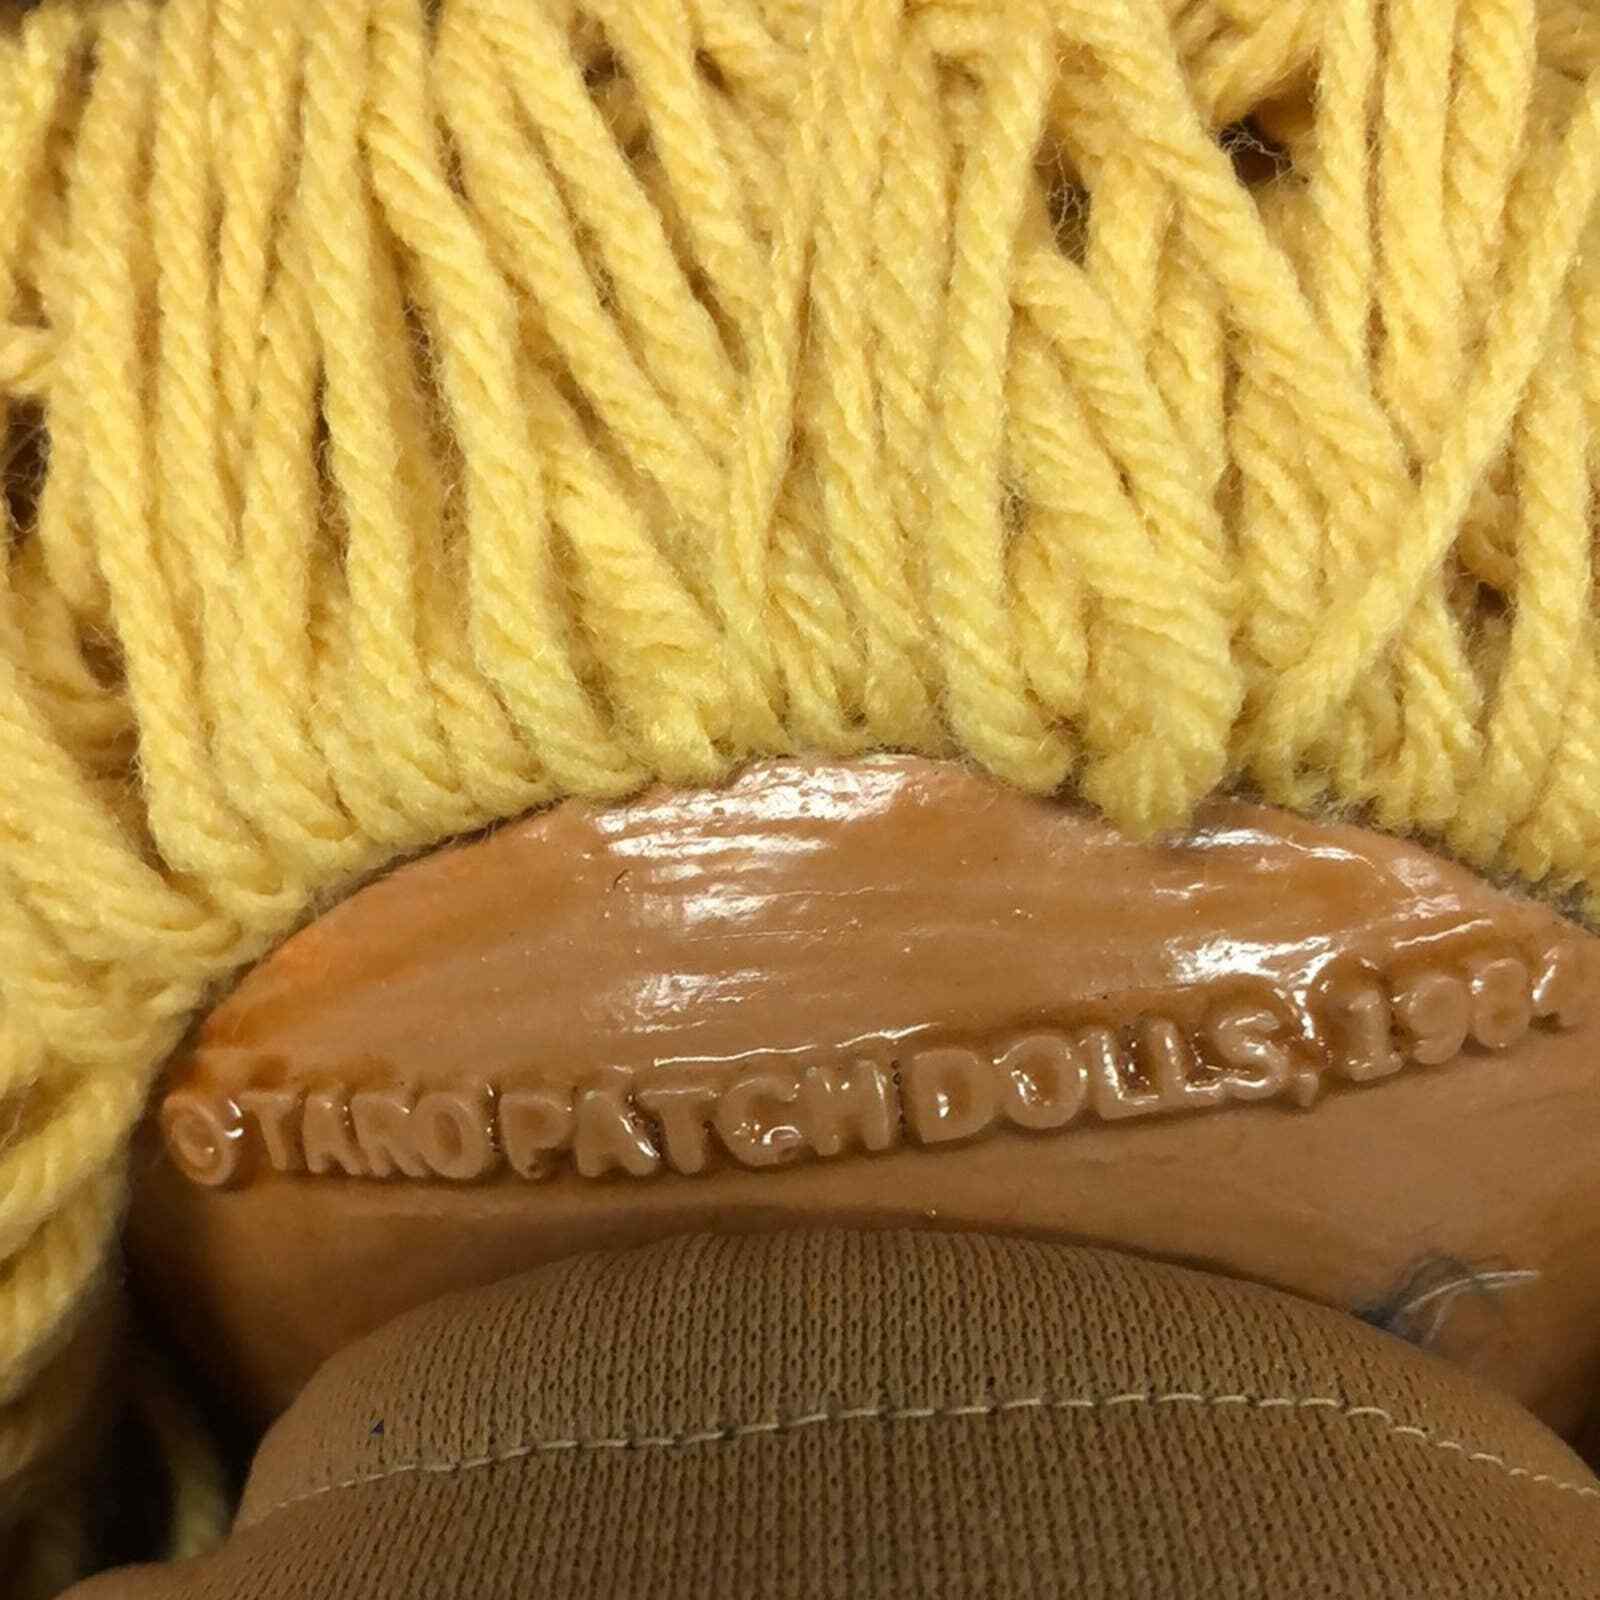 © TARO PATCH DOLLS, 1984